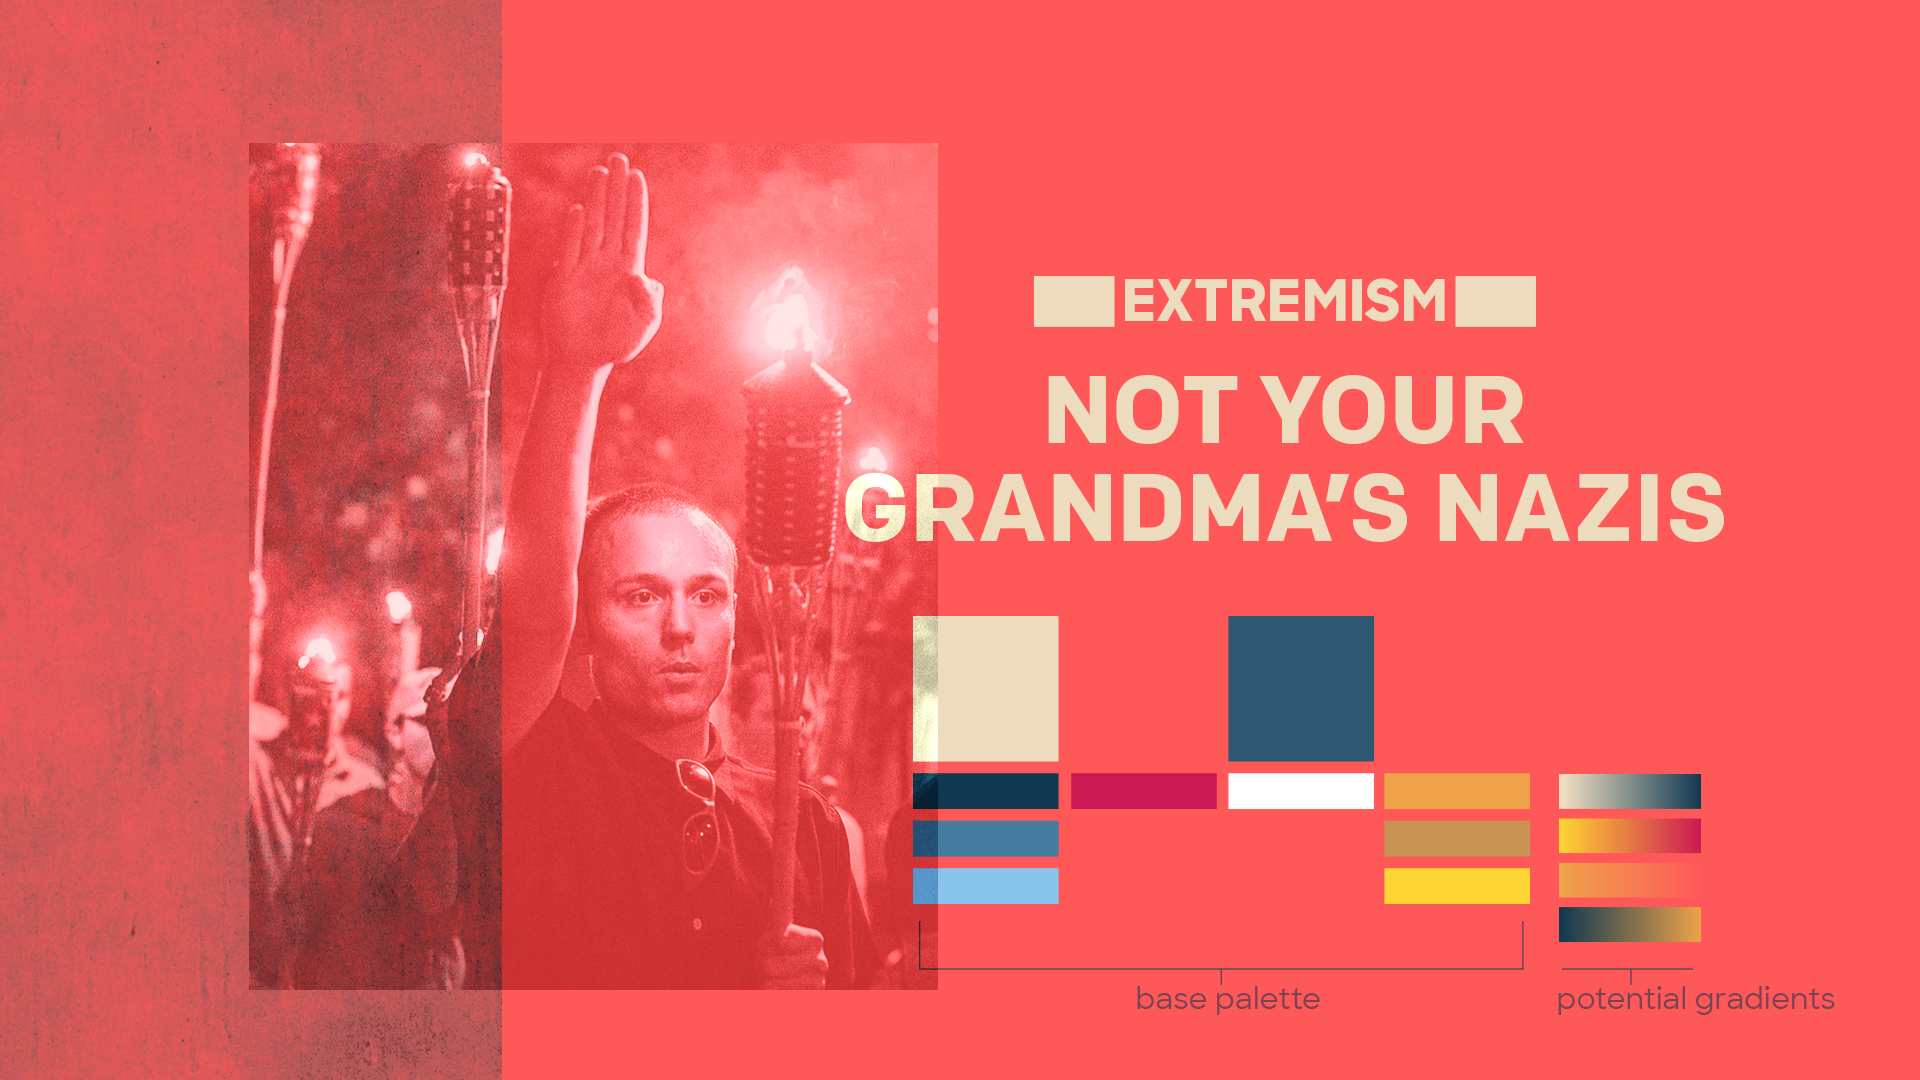 EXTREMISM
NOT YOUR
GRANDMA'S NAZIS
base palette
potential gradients